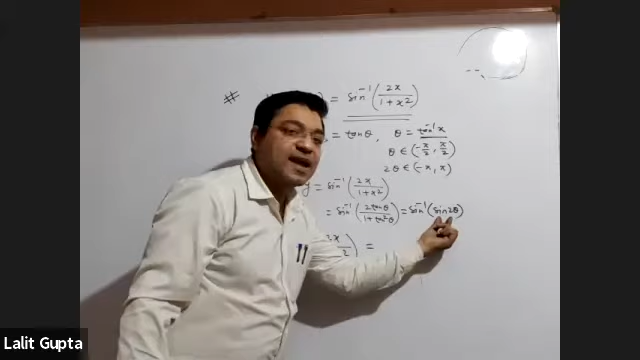 # = sin⁻¹(2x/1+x²)
= tanθ, θ = tan⁻¹x
θ ∈ (-π/2, π/2)
2θ ∈ (-π, π)
y = sin⁻¹(2x/1+x²)
= sin⁻¹(2tanθ/1+tan²θ) = sin⁻¹(sin2θ)
=
Lalit Gupta